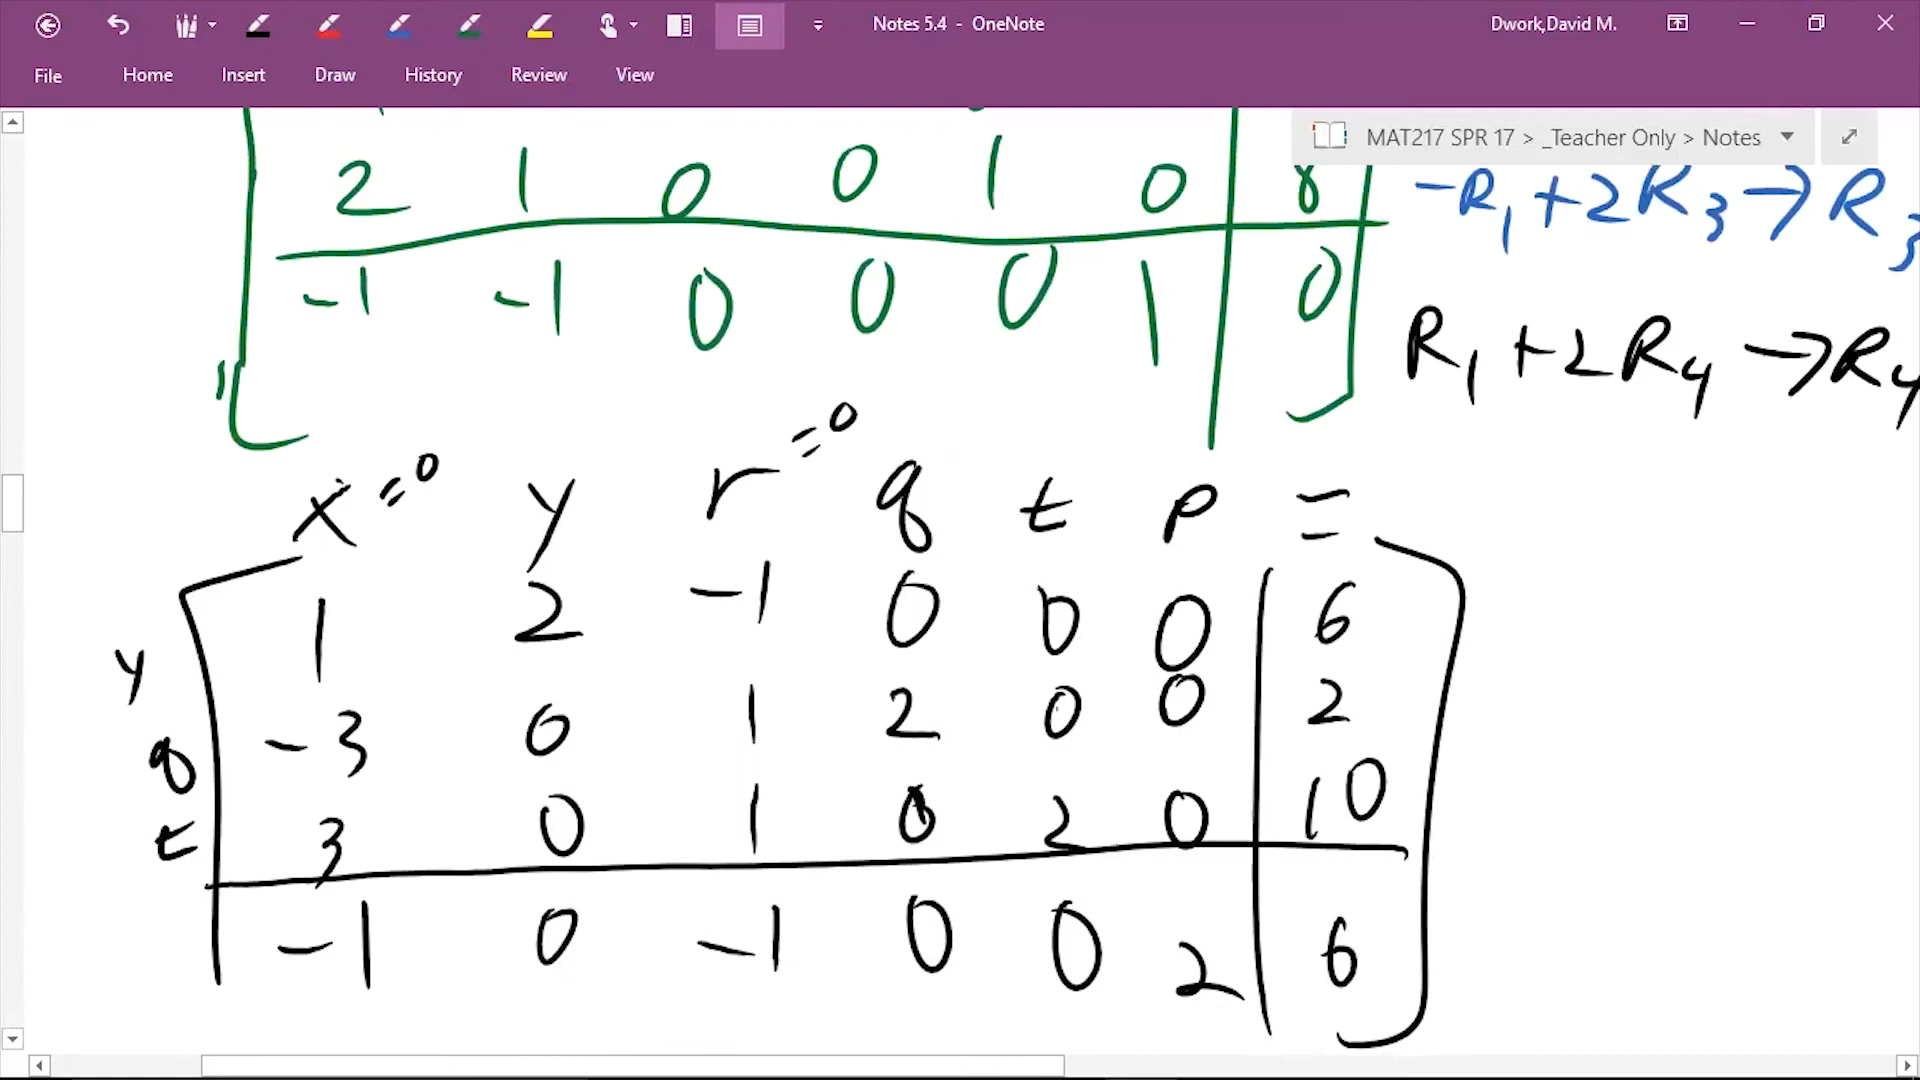 Notes 5.4 - OneNote
Dwork,David M.
File Home Insert Draw History Review View
MAT217 SPR 17 > _Teacher Only > Notes
2 1 0 0 1 0 8
-R1 + 2R3 → R3
-1 -1 0 0 0 1 0
R1 + 2R4 → R4
x =0 y r =0 q t p =
1 2 -1 0 0 0 6
y
-3 0 1 2 0 0 2
q
t 3 0 1 0 2 0 10
-1 0 -1 0 0 2 6